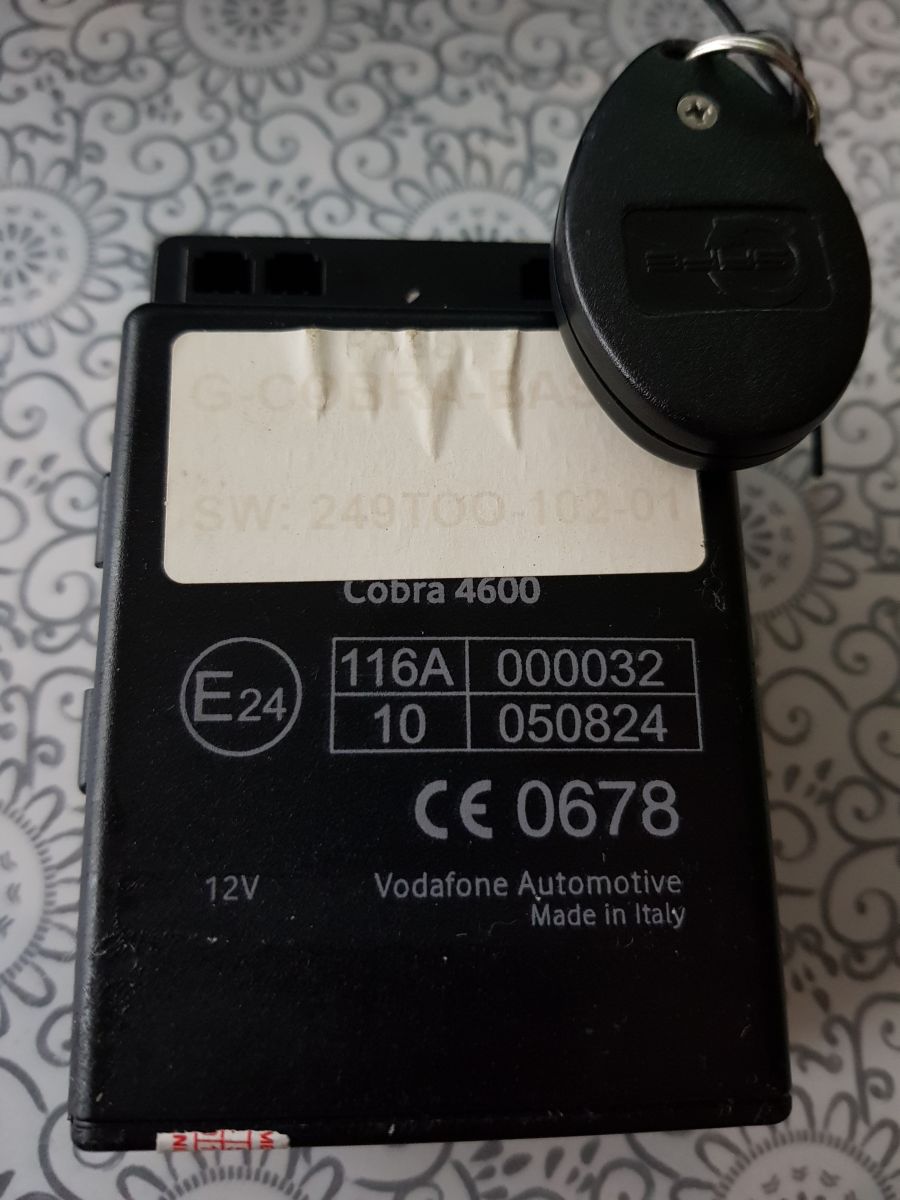 G-COBRA-BAS
SW: 249TOO-102-01
Cobra 4600
E24
116A 000032
10 050824
CE 0678
12V
Vodafone Automotive
Made in Italy